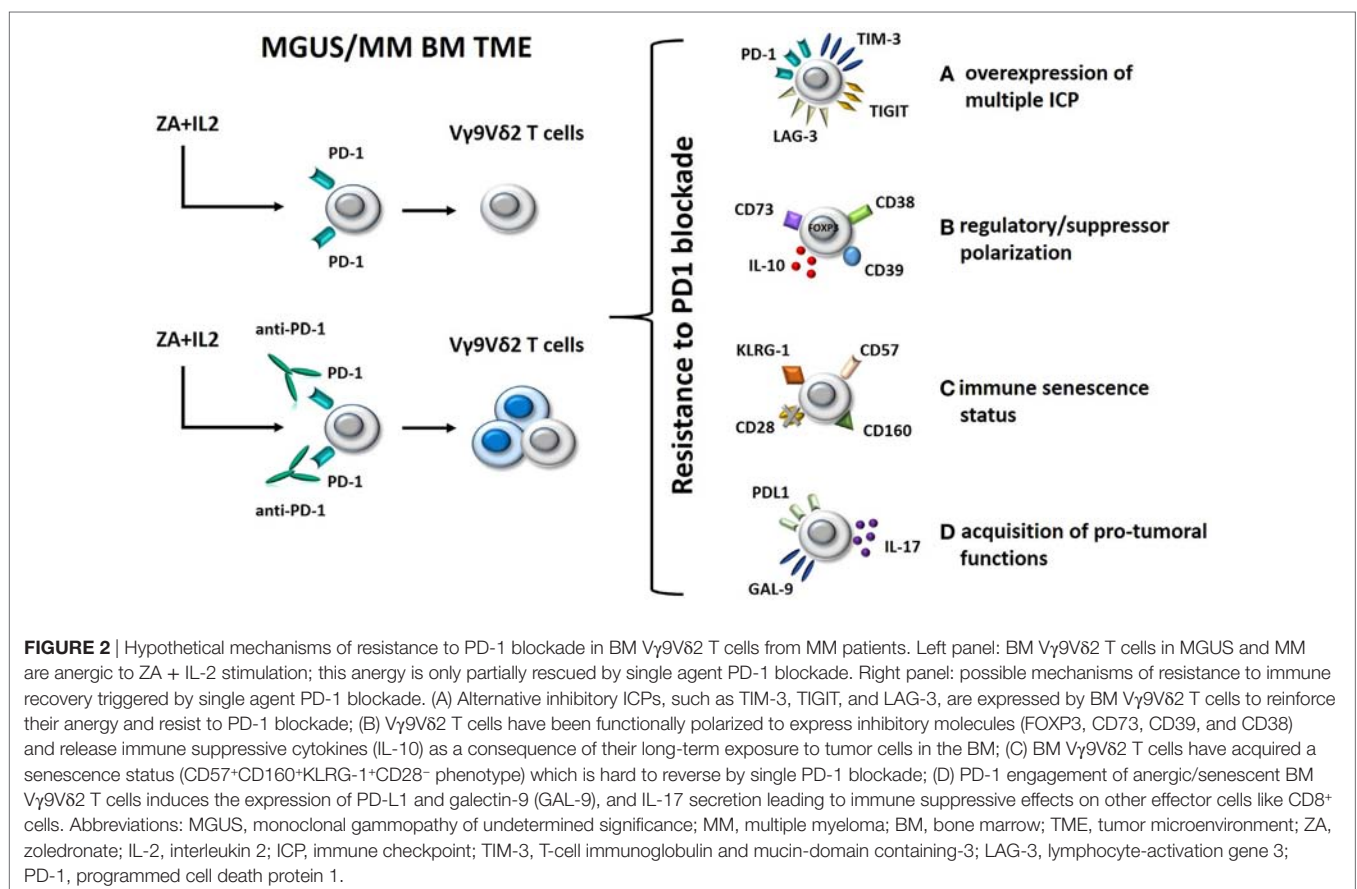 MGUS/MM BM TME
ZA+IL2
PD-1
PD-1
Vγ9Vδ2 T cells
ZA+IL2
anti-PD-1
PD-1
PD-1
anti-PD-1
Vγ9Vδ2 T cells
Resistance to PD1 blockade
PD-1
TIM-3
TIGIT
LAG-3
A overexpression of
multiple ICP
CD73
CD38
FOXP3
IL-10
CD39
B regulatory/suppressor
polarization
KLRG-1
CD57
CD28
CD160
C immune senescence
status
PDL1
IL-17
GAL-9
D acquisition of pro-tumoral
functions
FIGURE 2 | Hypothetical mechanisms of resistance to PD-1 blockade in BM Vγ9Vδ2 T cells from MM patients. Left panel: BM Vγ9Vδ2 T cells in MGUS and MM
are anergic to ZA + IL-2 stimulation; this anergy is only partially rescued by single agent PD-1 blockade. Right panel: possible mechanisms of resistance to immune
recovery triggered by single agent PD-1 blockade. (A) Alternative inhibitory ICPs, such as TIM-3, TIGIT, and LAG-3, are expressed by BM Vγ9Vδ2 T cells to reinforce
their anergy and resist to PD-1 blockade; (B) Vγ9Vδ2 T cells have been functionally polarized to express inhibitory molecules (FOXP3, CD73, CD39, and CD38)
and release immune suppressive cytokines (IL-10) as a consequence of their long-term exposure to tumor cells in the BM; (C) BM Vγ9Vδ2 T cells have acquired a
senescence status (CD57⁺CD160⁺KLRG-1⁺CD28⁻ phenotype) which is hard to reverse by single PD-1 blockade; (D) PD-1 engagement of anergic/senescent BM
Vγ9Vδ2 T cells induces the expression of PD-L1 and galectin-9 (GAL-9), and IL-17 secretion leading to immune suppressive effects on other effector cells like CD8⁺
cells. Abbreviations: MGUS, monoclonal gammopathy of undetermined significance; MM, multiple myeloma; BM, bone marrow; TME, tumor microenvironment; ZA,
zoledronate; IL-2, interleukin 2; ICP, immune checkpoint; TIM-3, T-cell immunoglobulin and mucin-domain containing-3; LAG-3, lymphocyte-activation gene 3;
PD-1, programmed cell death protein 1.